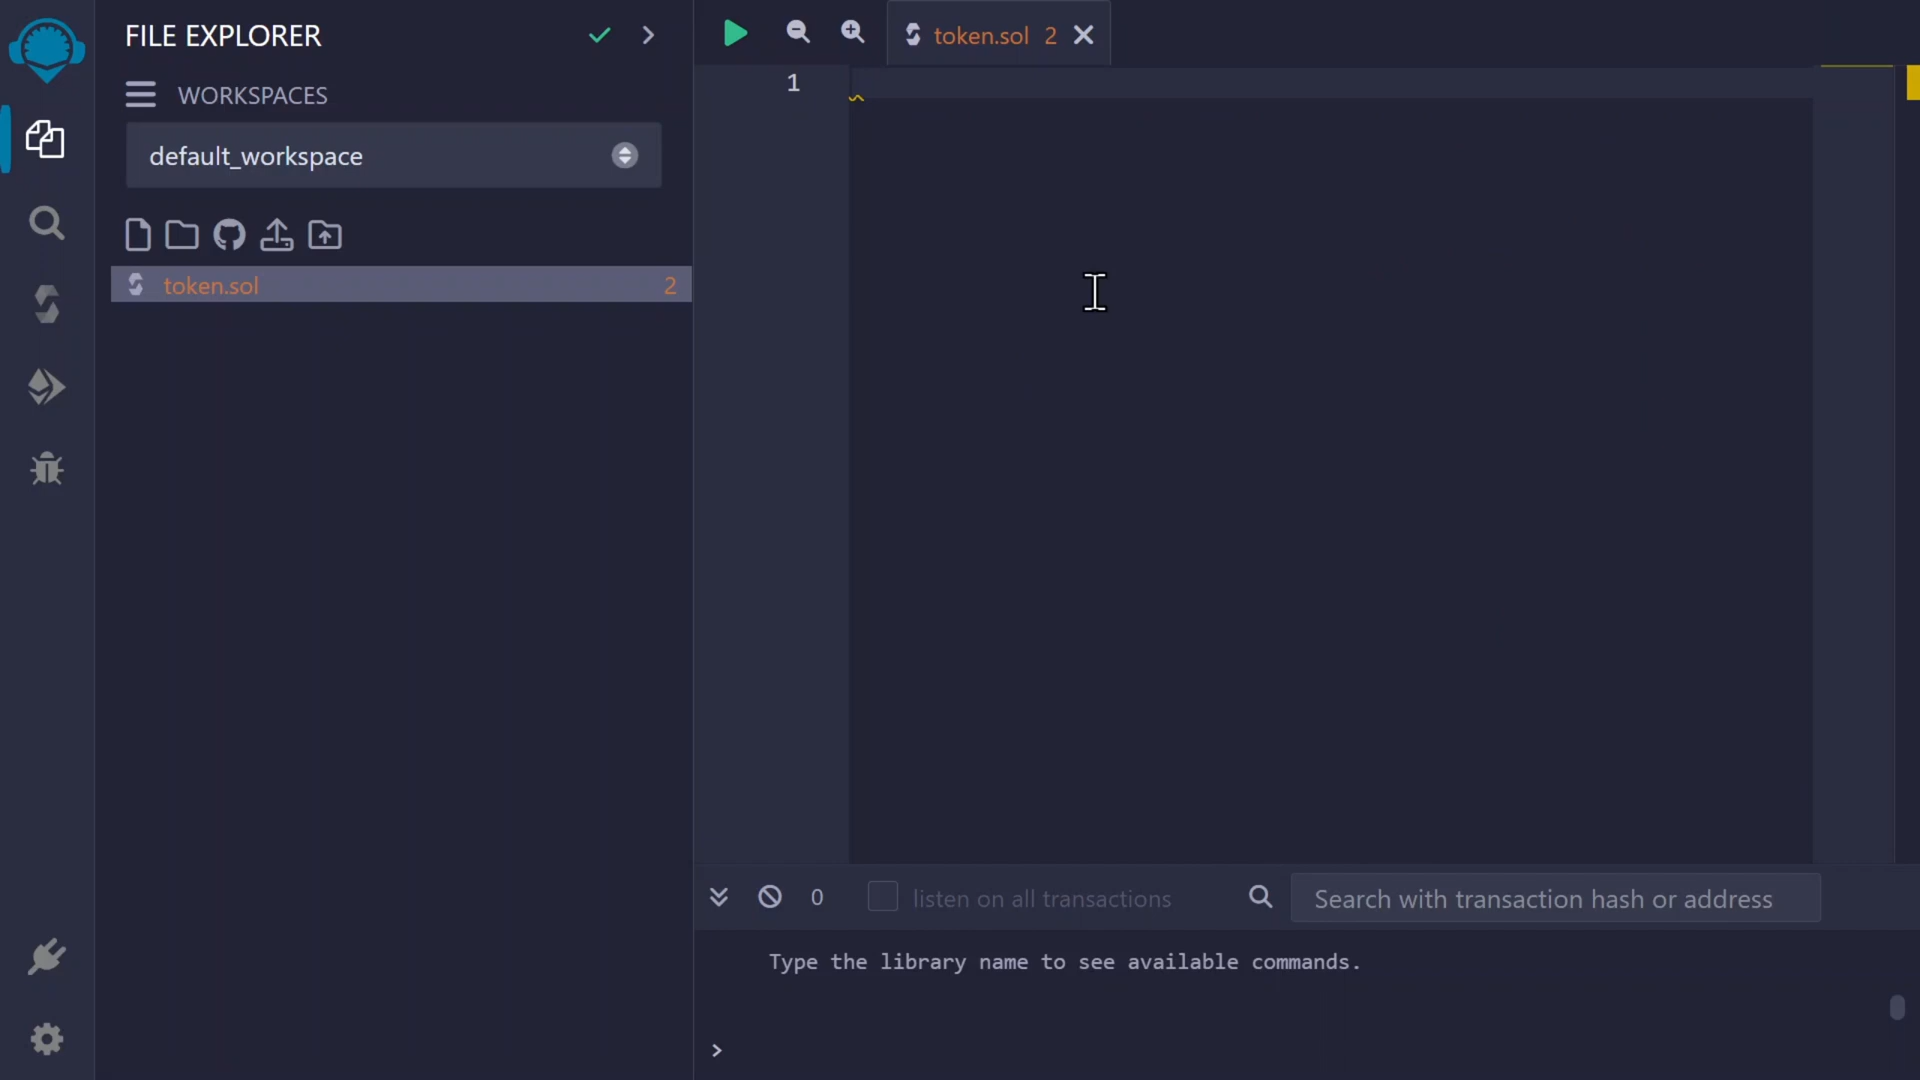 FILE EXPLORER
WORKSPACES
default_workspace
token.sol 2
token.sol 2
1
0
listen on all transactions
Search with transaction hash or address
Type the library name to see available commands.
>